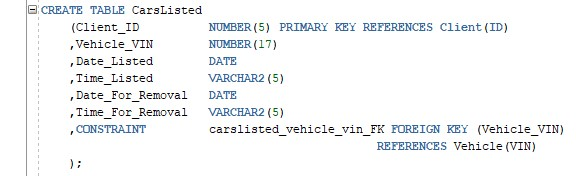 CREATE TABLE CarsListed
(Client_ID NUMBER(5) PRIMARY KEY REFERENCES Client(ID)
,Vehicle_VIN NUMBER(17)
,Date_Listed DATE
,Time_Listed VARCHAR2(5)
,Date_For_Removal DATE
,Time_For_Removal VARCHAR2(5)
,CONSTRAINT carslisted_vehicle_vin_FK FOREIGN KEY (Vehicle_VIN)
REFERENCES Vehicle(VIN)
);